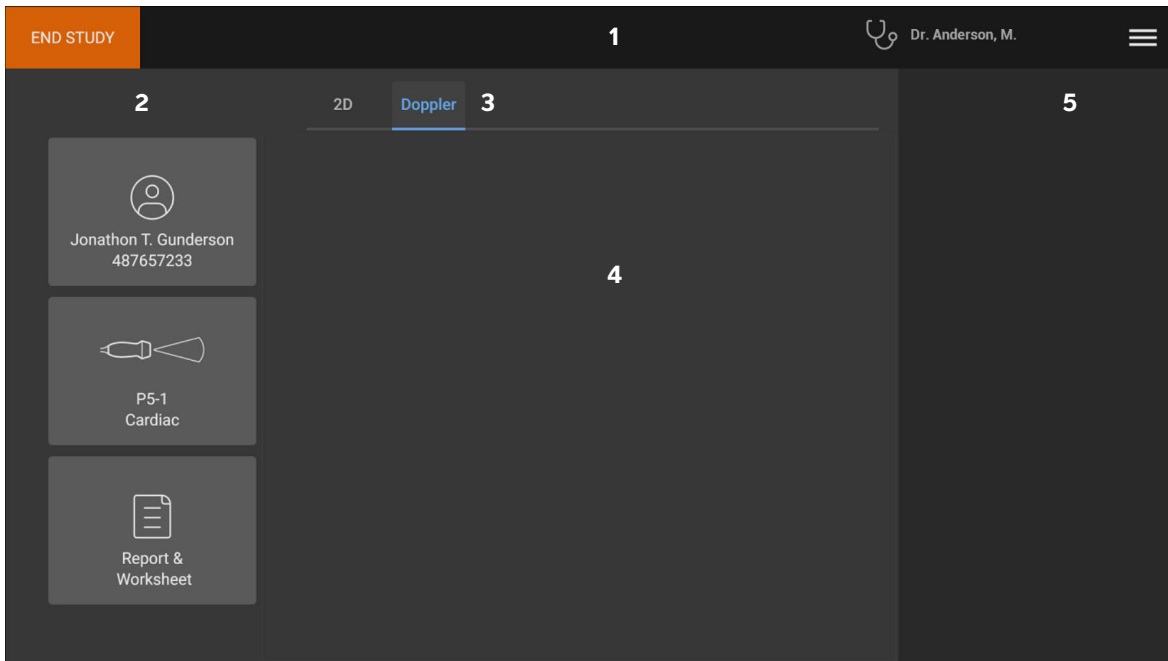 END STUDY
1
Dr. Anderson, M.
2
2D
Doppler
3
5
Jonathon T. Gunderson
487657233
4
P5-1
Cardiac
Report &
Worksheet